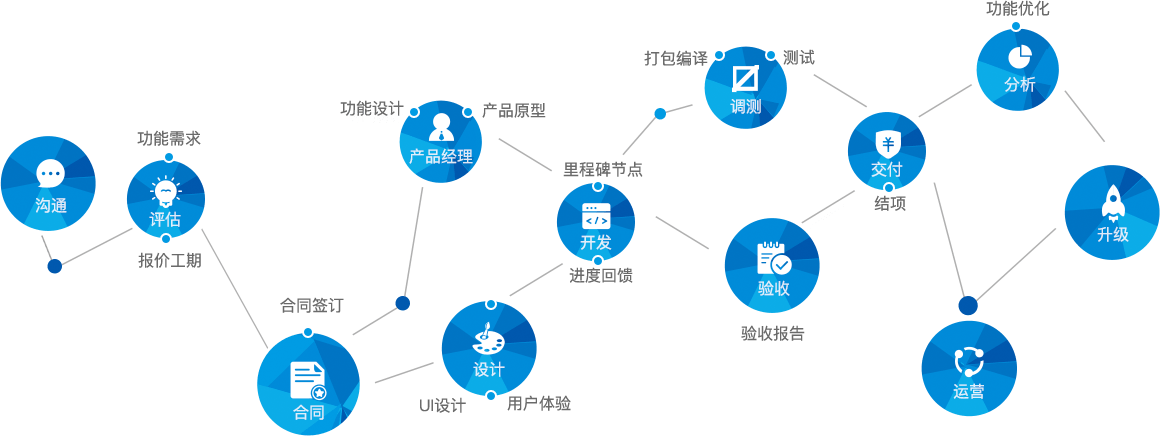 沟通
功能需求
评估
报价工期
合同签订
合同
功能设计
产品原型
产品经理
设计
UI设计
用户体验
里程碑节点
开发
进度回馈
打包编译
测试
调测
验收
验收报告
交付
结项
功能优化
分析
运营
升级